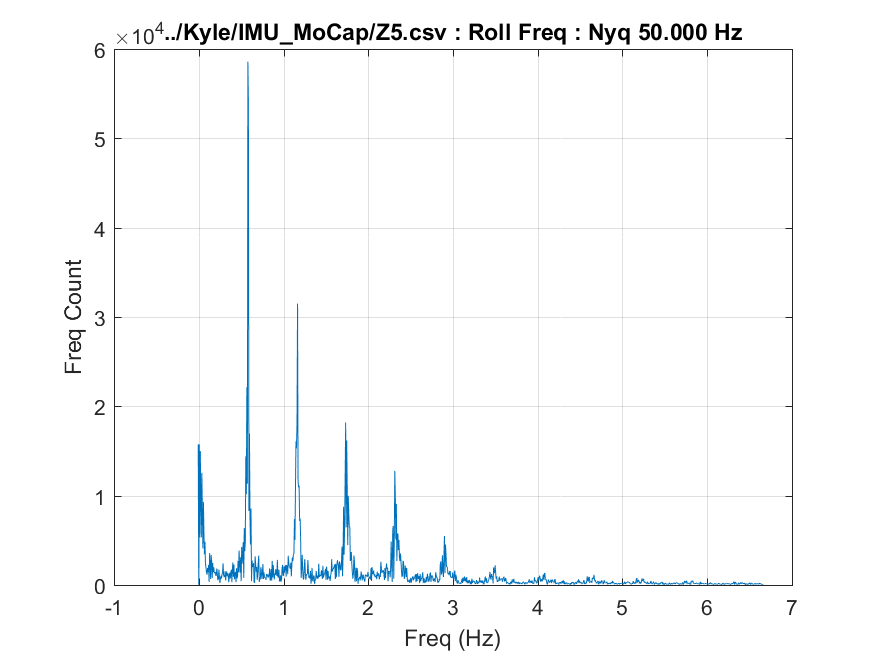 ×10⁴../Kyle/IMU_MoCap/Z5.csv : Roll Freq : Nyq 50.000 Hz
6
5
4
3
2
1
0
Freq Count
-1 0 1 2 3 4 5 6 7
Freq (Hz)